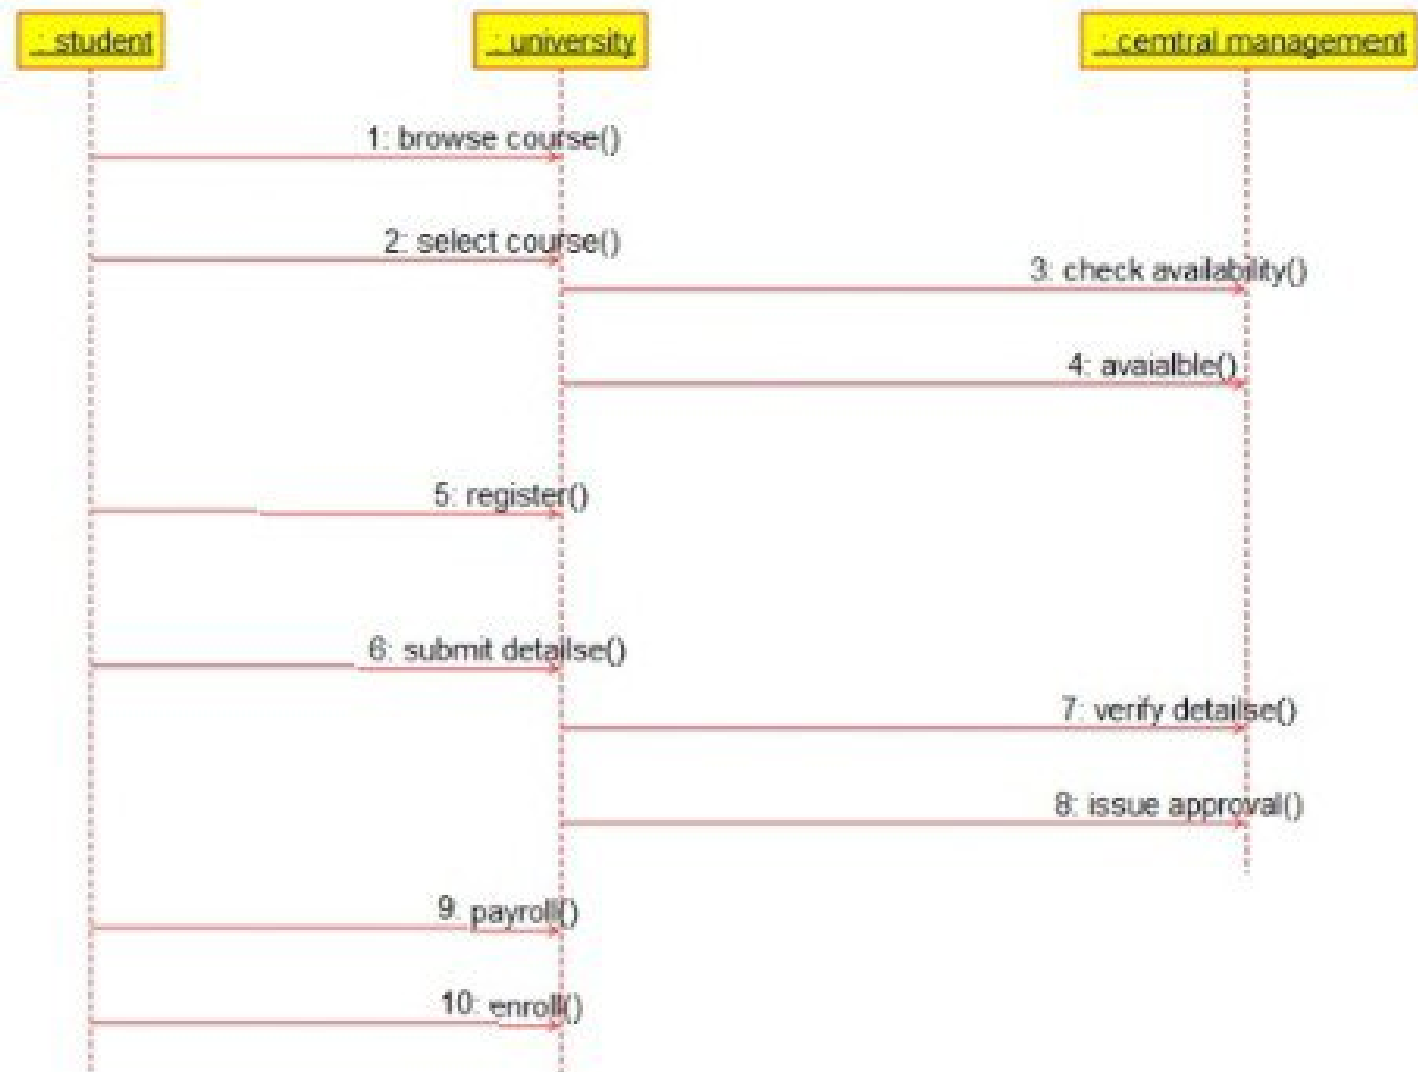 : student
: university
: cemtral management
1: browse course()
2: select course()
3: check availability()
4: avaialble()
5: register()
6: submit detailse()
7: verify detailse()
8: issue approval()
9: payroll()
10: enroll()